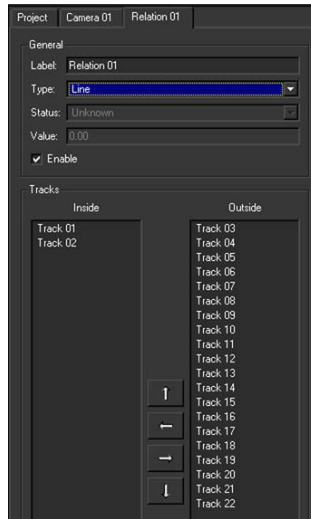 Project Camera 01 Relation 01
General
Label: Relation 01
Type: Line
Status: Unknown
Value: 0.00
Enable
Tracks
Inside Outside
Track 01 Track 03
Track 02 Track 04
Track 05
Track 06
Track 07
Track 08
Track 09
Track 10
Track 11
Track 12
Track 13
Track 14
Track 15
Track 16
Track 17
Track 18
Track 19
Track 20
Track 21
Track 22